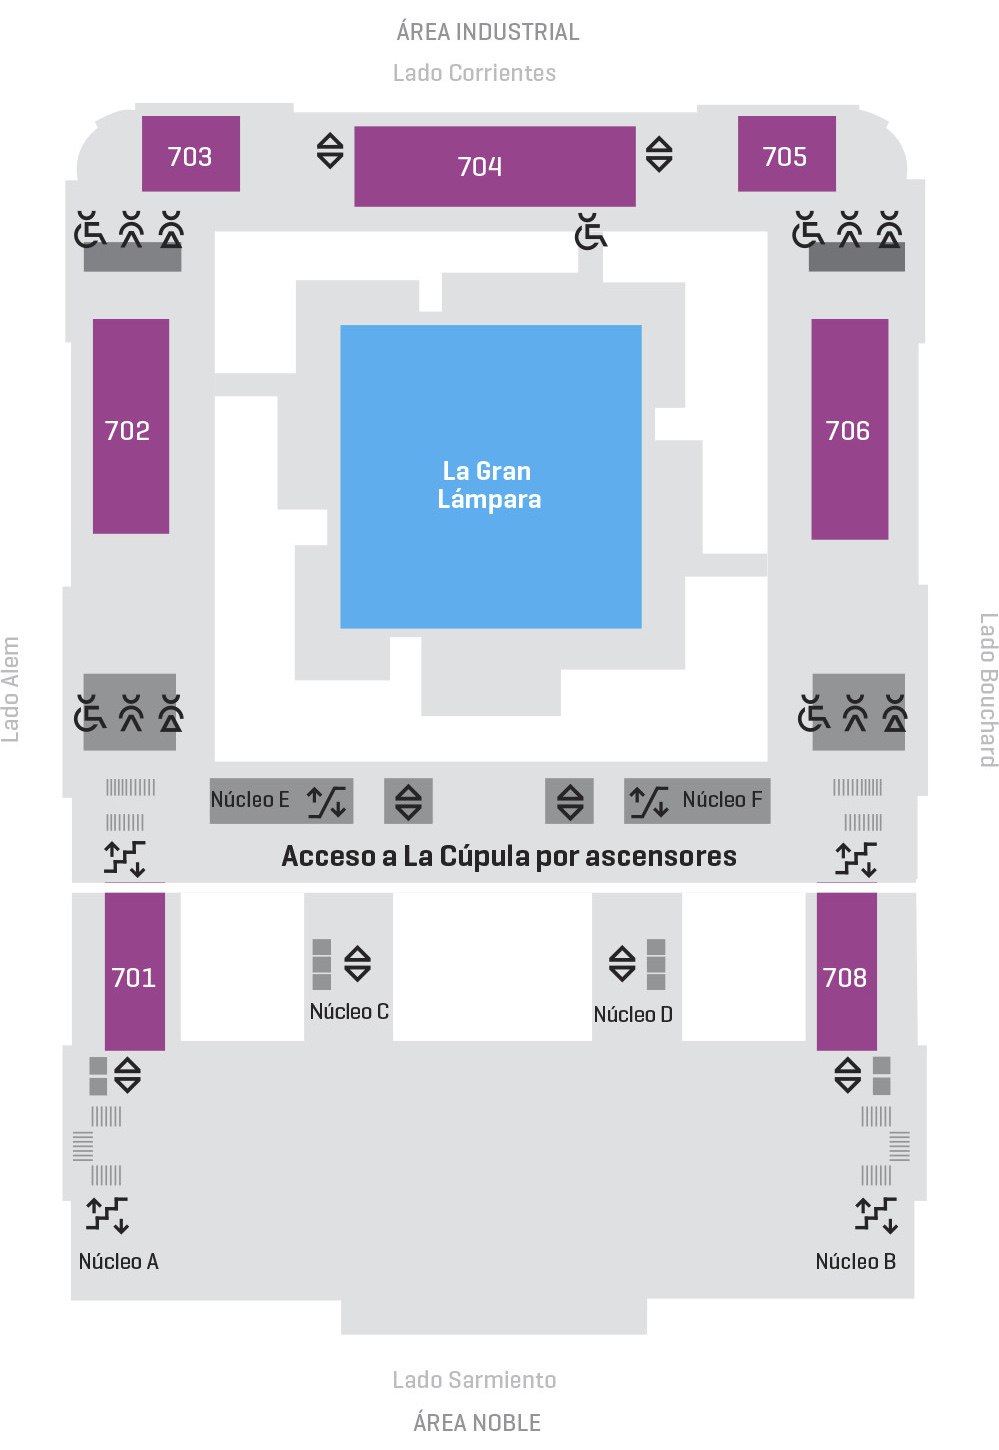 ÁREA INDUSTRIAL
Lado Corrientes
703
704
705
702
706
La Gran
Lámpara
Lado Alem
Lado Bouchard
Núcleo E
Núcleo F
Acceso a La Cúpula por ascensores
701
708
Núcleo C
Núcleo D
Núcleo A
Núcleo B
Lado Sarmiento
ÁREA NOBLE